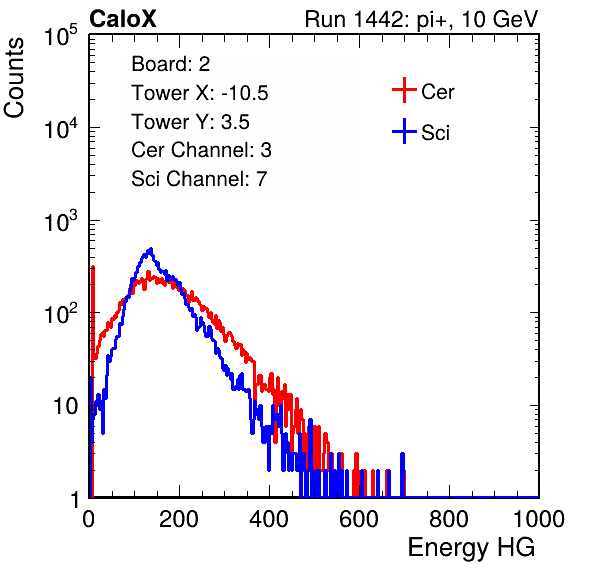 CaloX Run 1442: pi+, 10 GeV
Counts
Board: 2
Tower X: -10.5
Tower Y: 3.5
Cer Channel: 3
Sci Channel: 7
Cer
Sci
10^5
10^4
10^3
10^2
10
1
0 200 400 600 800 1000
Energy HG